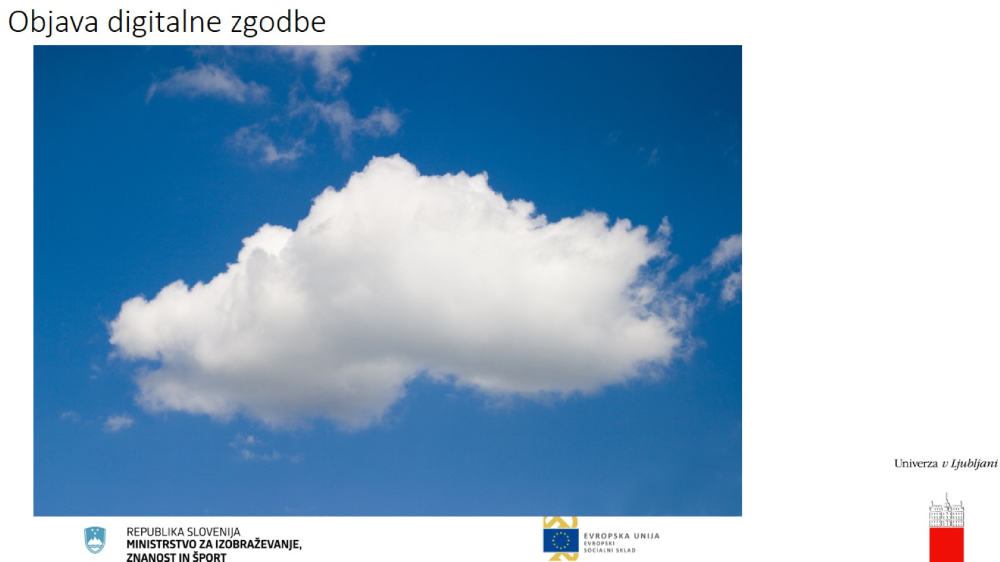 Objava digitalne zgodbe
Univerza v Ljubljani
REPUBLIKA SLOVENIJA
MINISTRSTVO ZA IZOBRAŽEVANJE,
ZNANOST IN ŠPORT
EVROPSKA UNIJA
EVROPSKI
SOCIALNI SKLAD